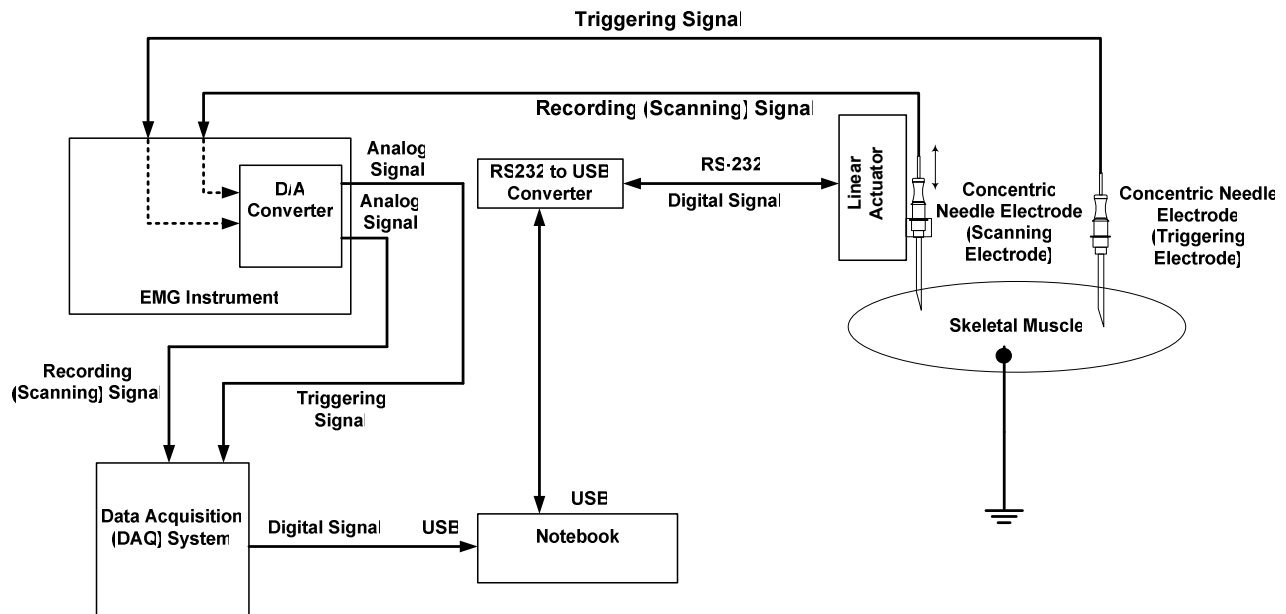 Triggering Signal
Recording (Scanning) Signal
Analog
Signal
D/A
Converter
Analog
Signal
EMG Instrument
RS232 to USB
Converter
RS-232
Digital Signal
Linear
Actuator
Concentric
Needle Electrode
(Scanning
Electrode)
Concentric Needle
Electrode
(Triggering
Electrode)
Skeletal Muscle
Recording
(Scanning) Signal
Triggering
Signal
Data Acquisition
(DAQ) System
Digital Signal
USB
USB
Notebook